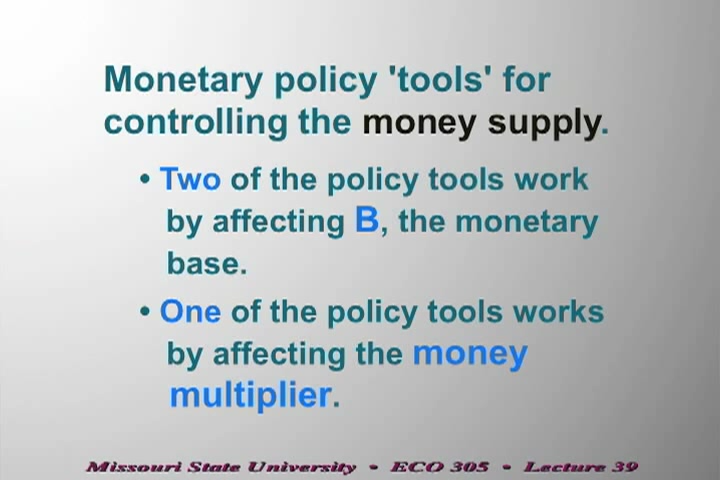 Monetary policy 'tools' for
controlling the money supply.
• Two of the policy tools work
by affecting B, the monetary
base.
• One of the policy tools works
by affecting the money
multiplier.
Missouri State University • ECO 305 • Lecture 39